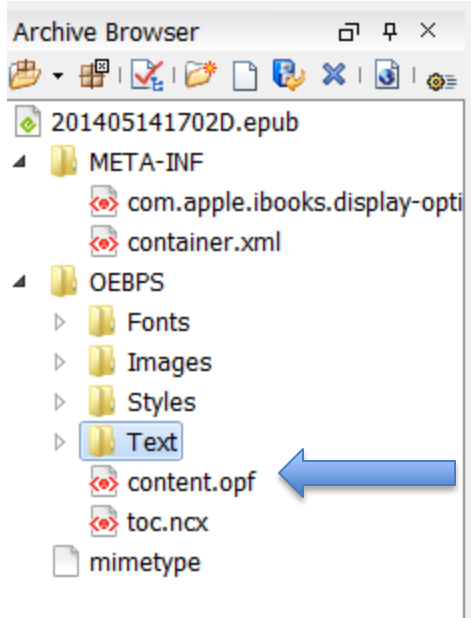 Archive Browser
201405141702D.epub
META-INF
com.apple.ibooks.display-opti
container.xml
OEBPS
Fonts
Images
Styles
Text
content.opf
toc.ncx
mimetype